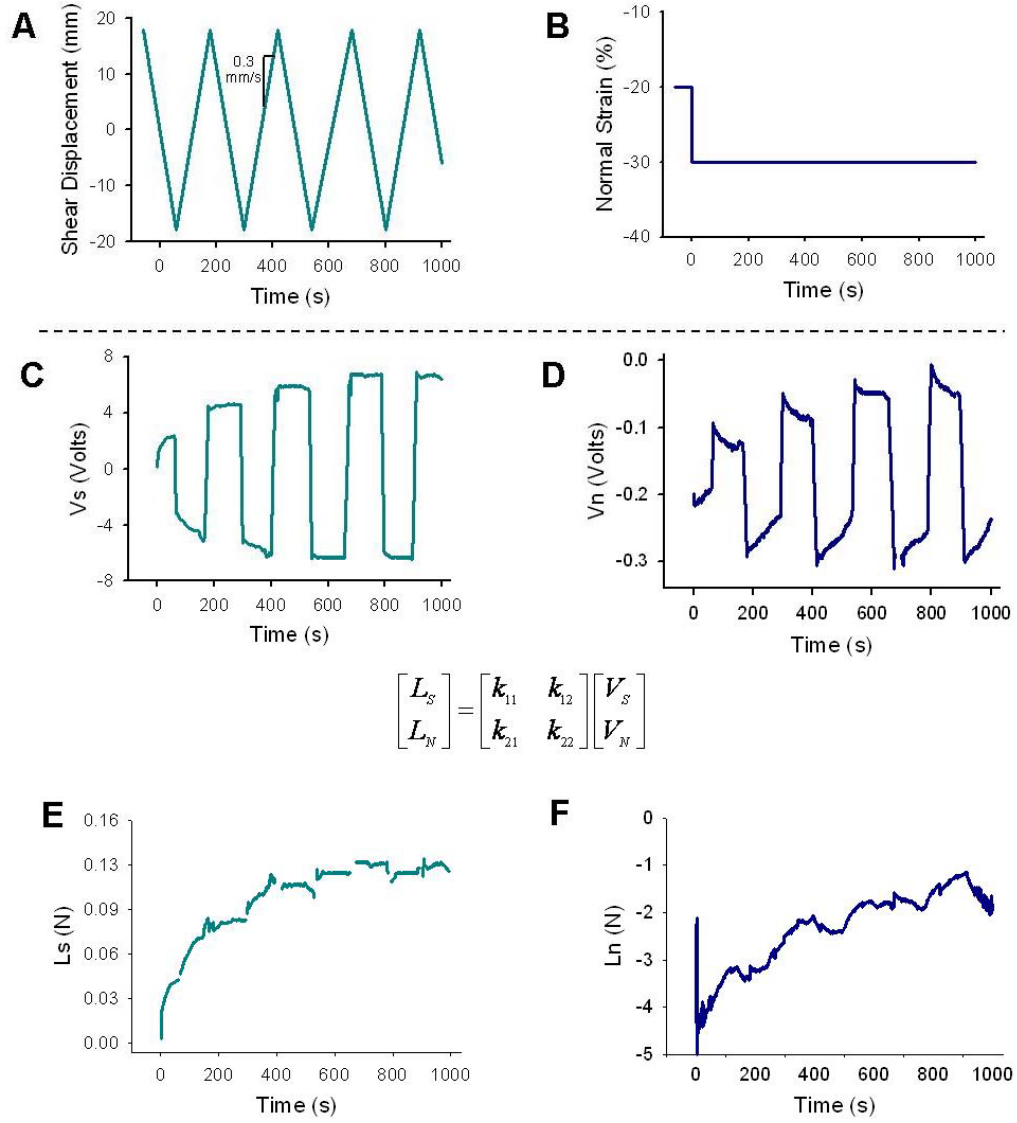 A
Shear Displacement (mm)
20
10
0
-10
-20
0.3
mm/s
0 200 400 600 800 1000
Time (s)
B
Normal Strain (%)
-10
-20
-30
-40
0 200 400 600 800 1000
Time (s)
C
Vs (Volts)
8
4
0
-4
-8
0 200 400 600 800 1000
Time (s)
D
Vn (Volts)
0.0
-0.1
-0.2
-0.3
0 200 400 600 800 1000
Time (s)
[L_S] = [k_11 k_12] [V_S]
[L_N] [k_21 k_22] [V_N]
E
Ls (N)
0.16
0.13
0.09
0.06
0.03
0.00
0 200 400 600 800 1000
Time (s)
F
Ln (N)
0
-1
-2
-3
-4
-5
0 200 400 600 800 1000
Time (s)